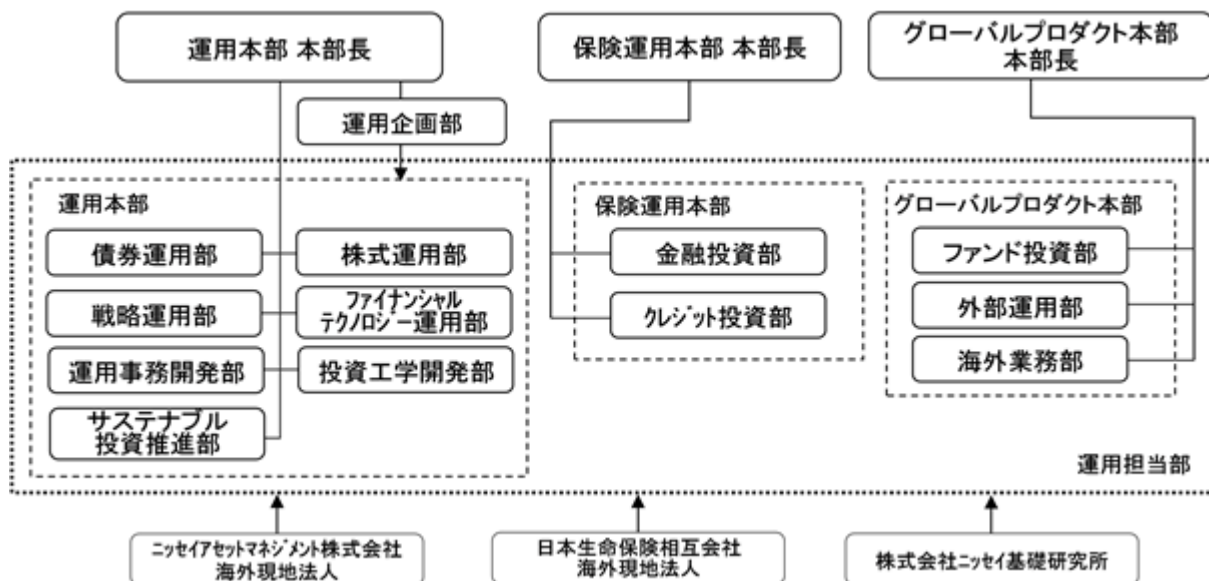 運用本部 本部長
保険運用本部 本部長
グローバルプロダクト本部
本部長
運用企画部
運用本部
債券運用部
株式運用部
戦略運用部
ファイナンシャル
テクノロジー運用部
運用事務開発部
投資工学開発部
サステナブル
投資推進部
保険運用本部
金融投資部
クレジット投資部
グローバルプロダクト本部
ファンド投資部
外部運用部
海外業務部
運用担当部
ニッセイアセットマネジメント株式会社
海外現地法人
日本生命保険相互会社
海外現地法人
株式会社ニッセイ基礎研究所